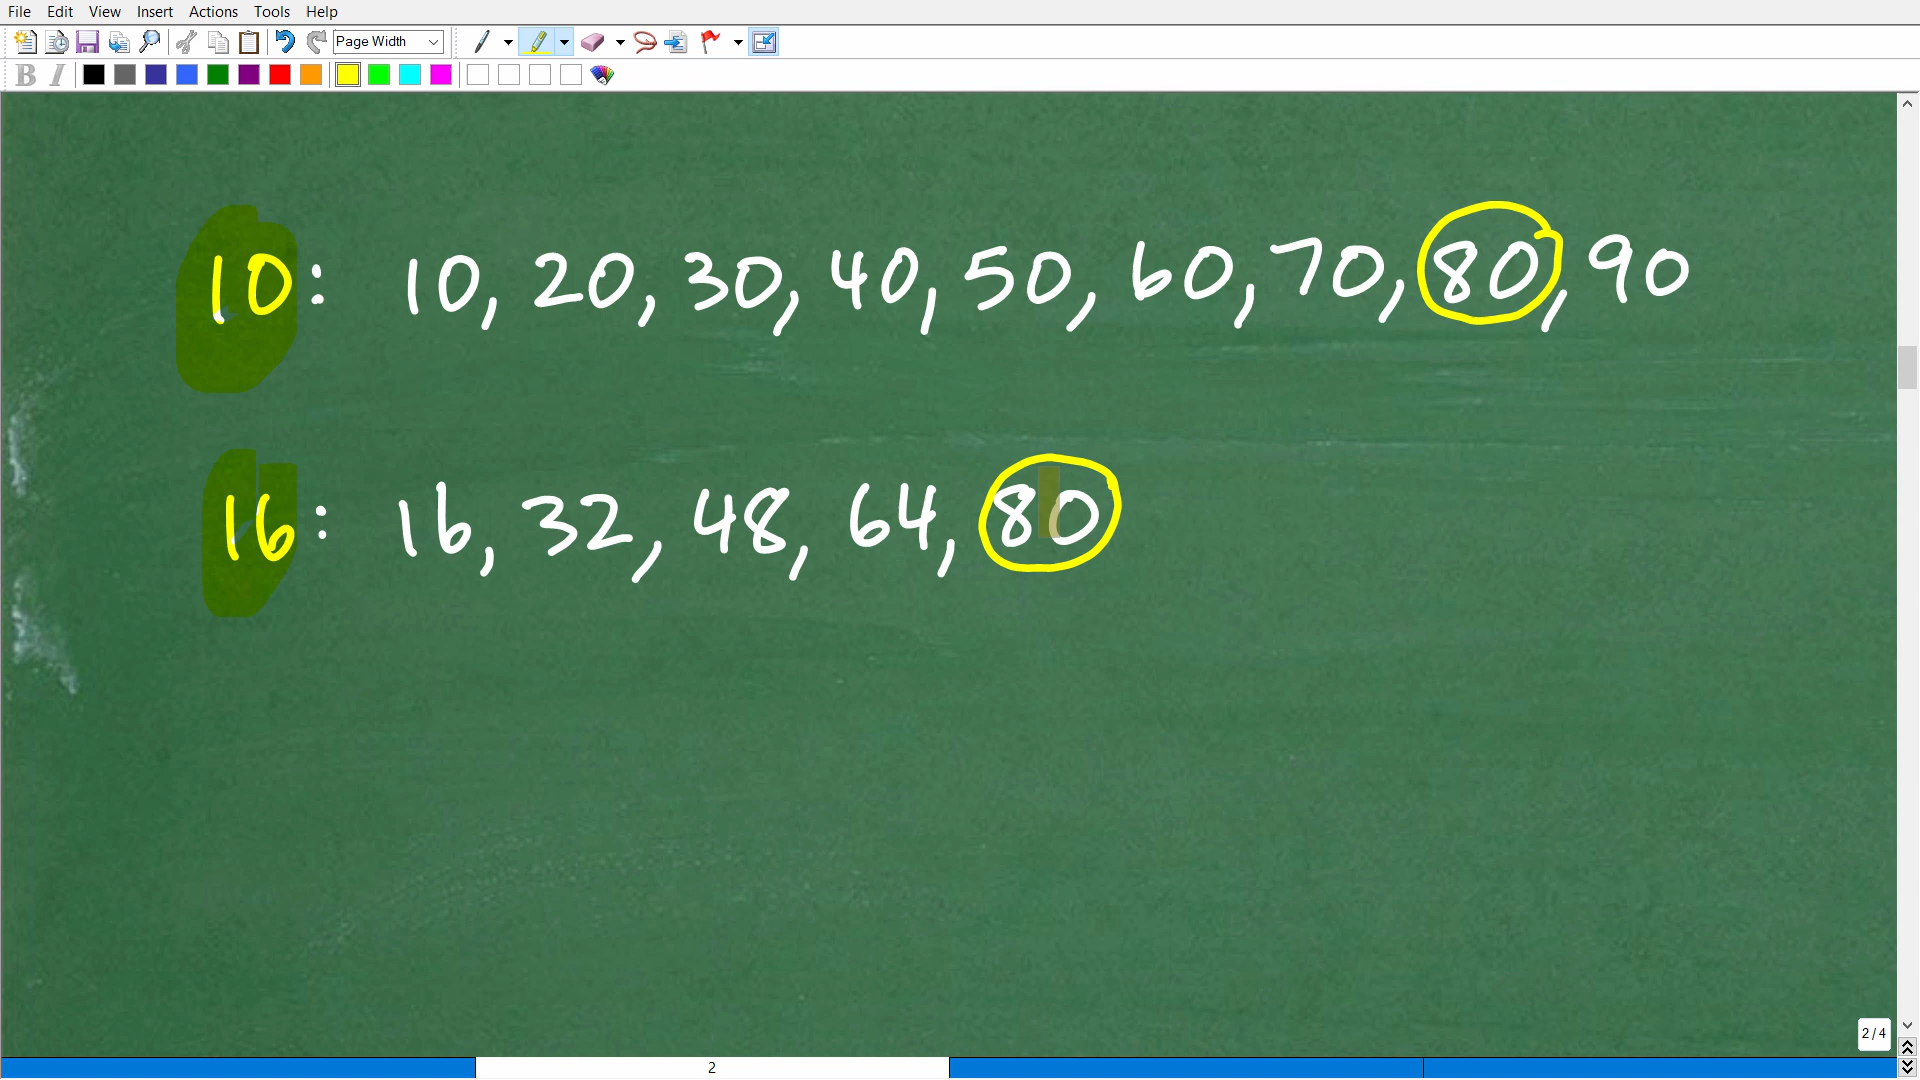 File Edit View Insert Actions Tools Help
Page Width
B I
10: 10, 20, 30, 40, 50, 60, 70, 80, 90
16: 16, 32, 48, 64, 80
2 / 4
2